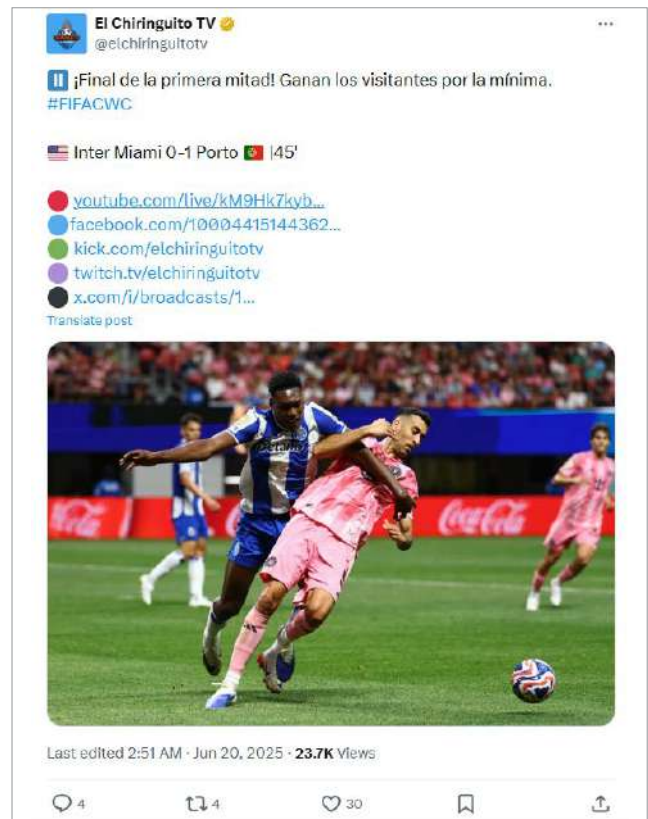 El Chiringuito TV
@elchiringuitotv
¡Final de la primera mitad! Ganan los visitantes por la mínima.
#FIFACWC
Inter Miami 0-1 Porto |45'
youtube.com/live/kM9Hk7kyb...
facebook.com/10004415144362...
kick.com/elchiringuitotv
twitch.tv/elchiringuitotv
x.com/i/broadcasts/1...
Translate post
Betano
Coca-Cola
Coca-Cola
Last edited 2:51 AM · Jun 20, 2025 · 23.7K Views
4 4 30